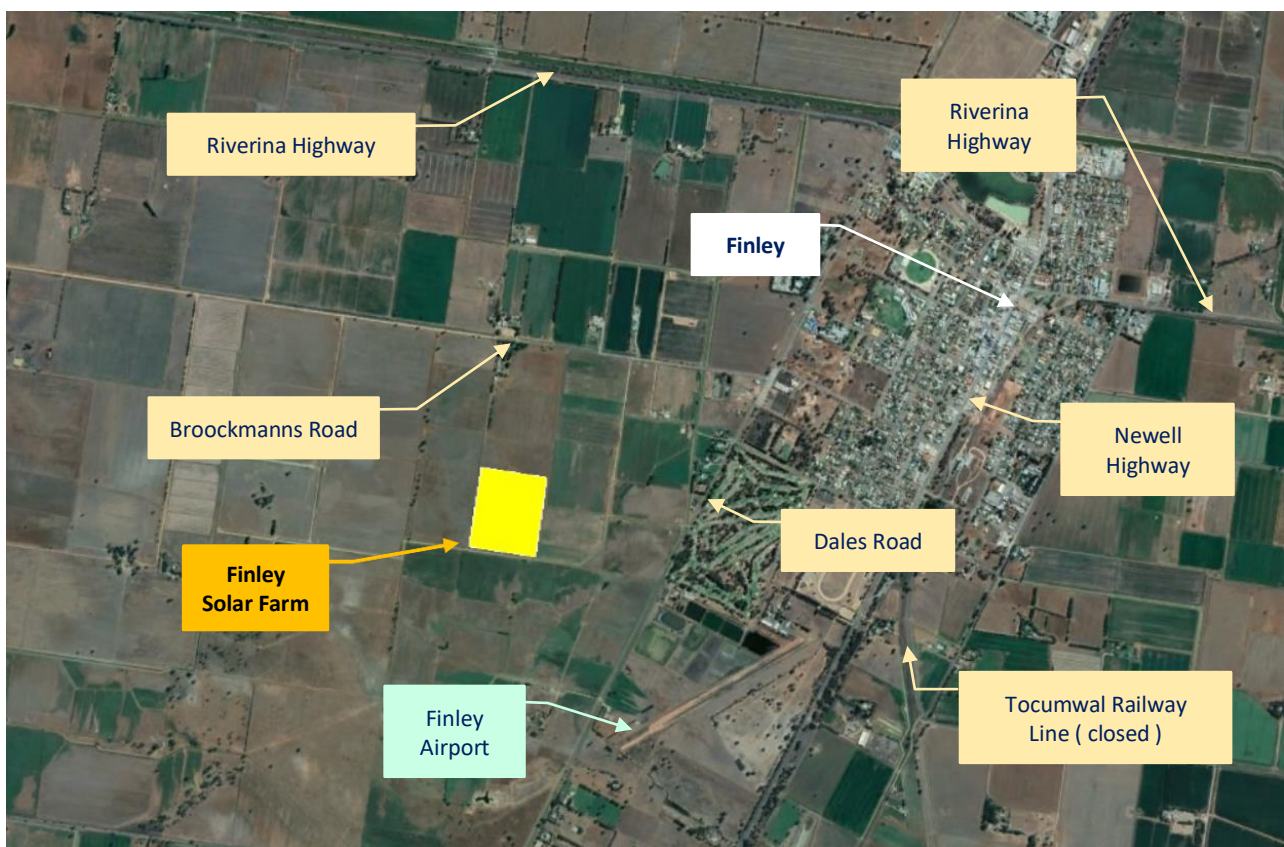 Riverina Highway
Riverina
Highway
Finley
Broockmanns Road
Newell
Highway
Dales Road
Finley
Solar Farm
Finley
Airport
Tocumwal Railway
Line ( closed )